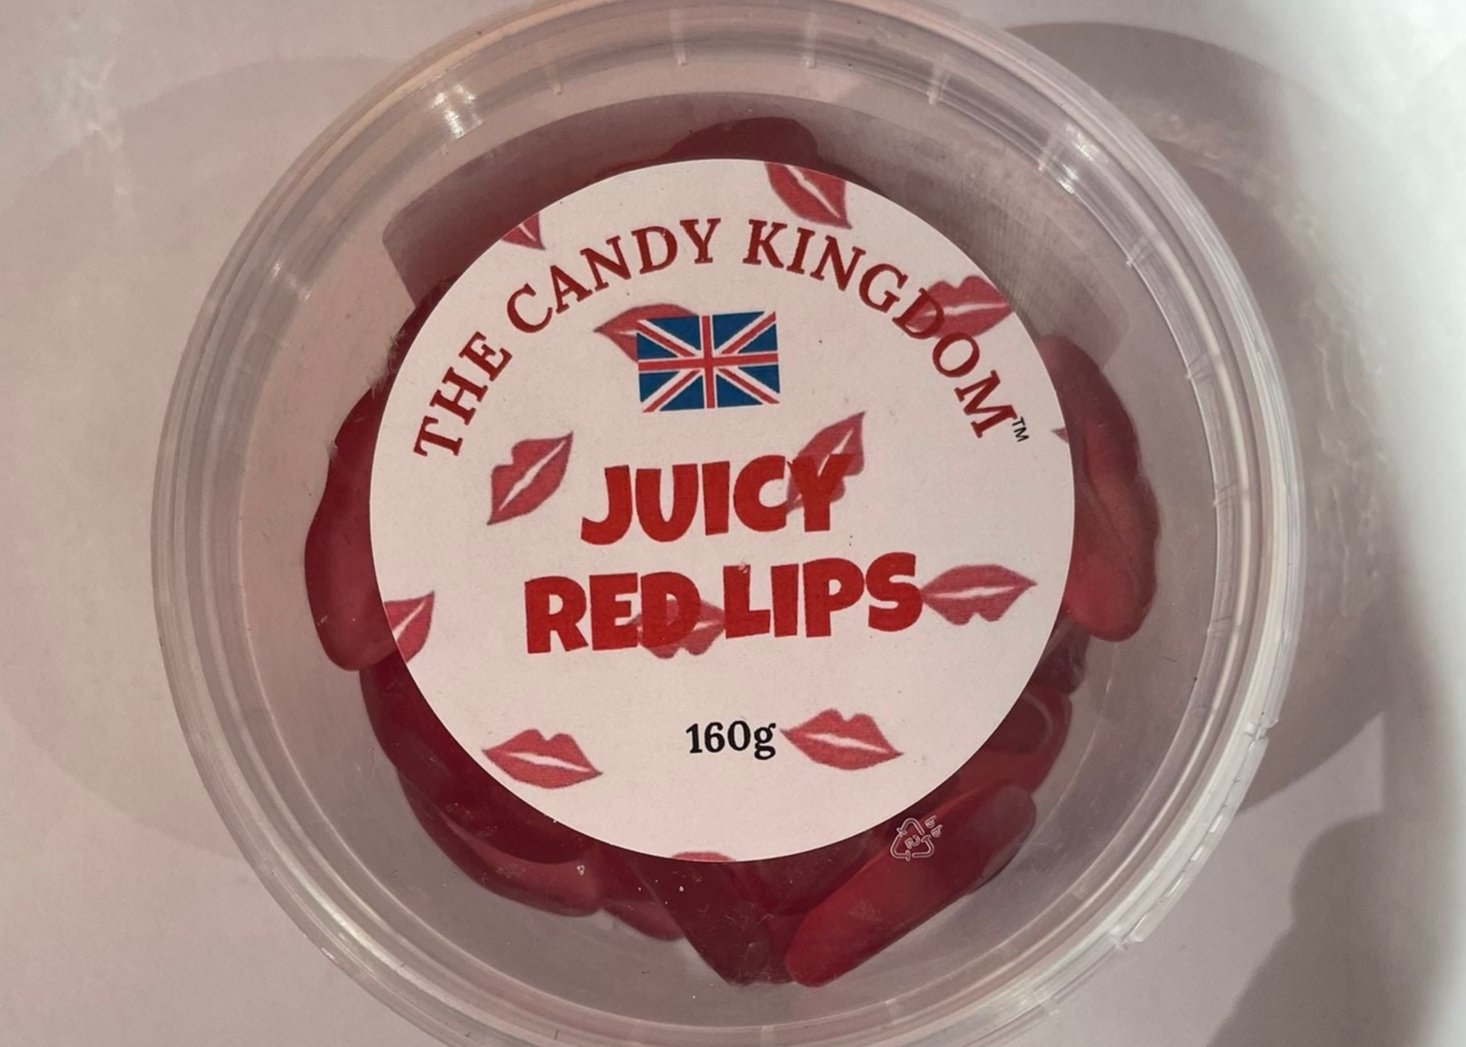 THE CANDY KINGDOM™
JUICY
RED LIPS
160g